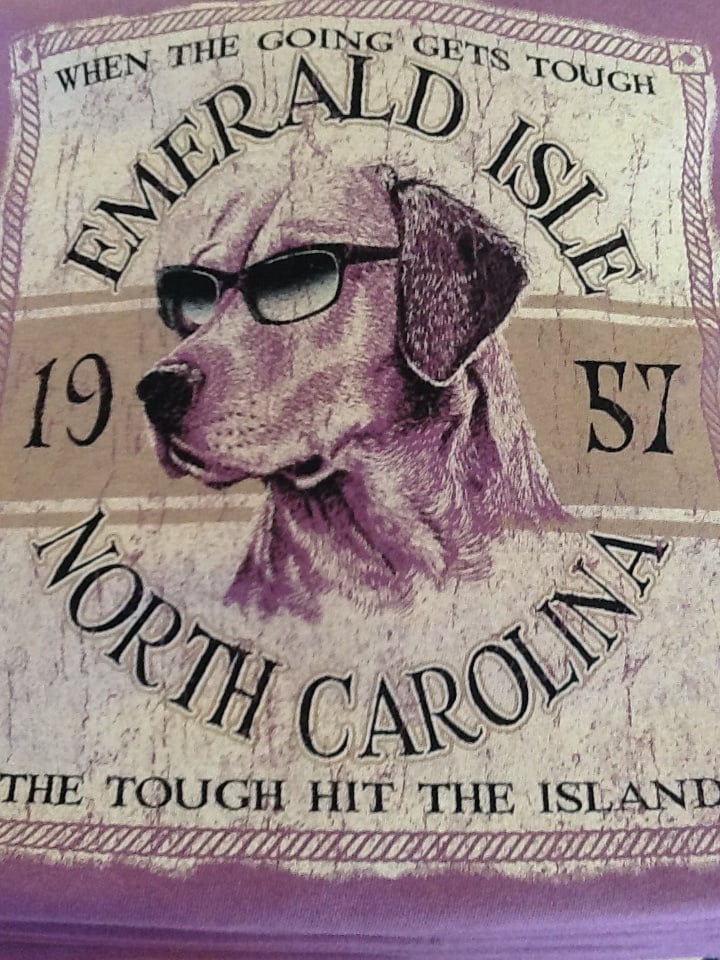 WHEN THE GOING GETS TOUGH
EMERALD ISLE
19 57
NORTH CAROLINA
THE TOUGH HIT THE ISLAND